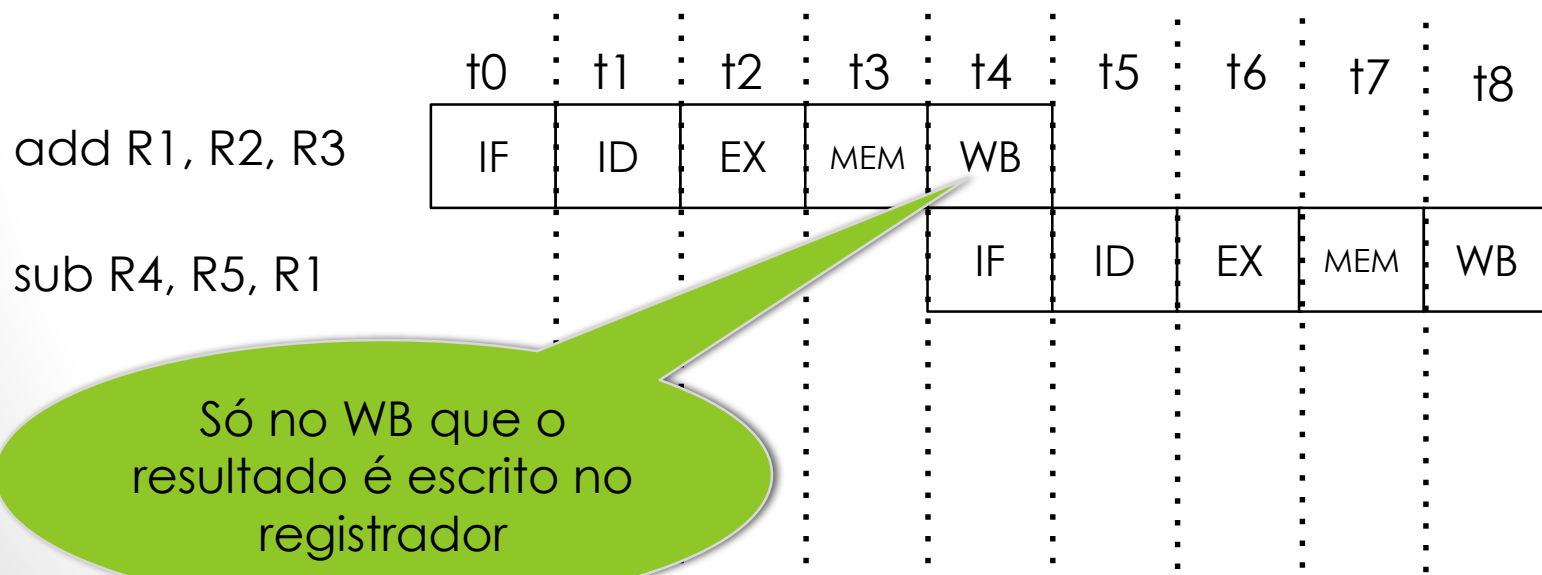 t0 t1 t2 t3 t4 t5 t6 t7 t8
add R1, R2, R3 IF ID EX MEM WB
sub R4, R5, R1 IF ID EX MEM WB
Só no WB que o
resultado é escrito no
registrador